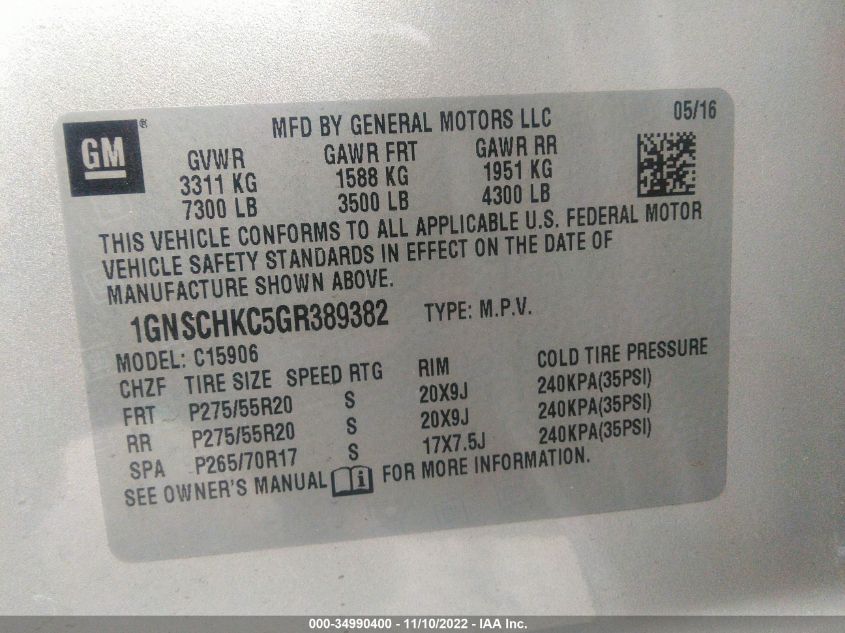 GM ®
MFD BY GENERAL MOTORS LLC 05/16
GVWR GAWR FRT GAWR RR
3311 KG 1588 KG 1951 KG
7300 LB 3500 LB 4300 LB
THIS VEHICLE CONFORMS TO ALL APPLICABLE U.S. FEDERAL MOTOR
VEHICLE SAFETY STANDARDS IN EFFECT ON THE DATE OF
MANUFACTURE SHOWN ABOVE.
1GNSCHKC5GR389382 TYPE: M.P.V.
MODEL: C15906
CHZF TIRE SIZE SPEED RTG RIM COLD TIRE PRESSURE
FRT P275/55R20 S 20X9J 240KPA(35PSI)
RR P275/55R20 S 20X9J 240KPA(35PSI)
SPA P265/70R17 S 17X7.5J 240KPA(35PSI)
SEE OWNER'S MANUAL i FOR MORE INFORMATION.
000-34990400 - 11/10/2022 - IAA Inc.